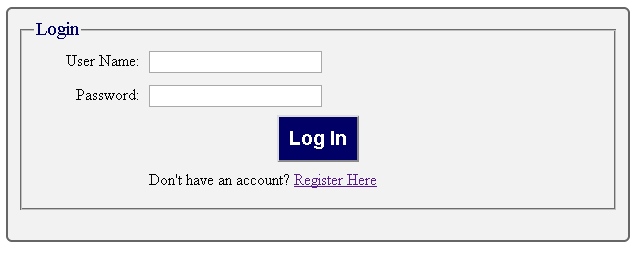 Login
User Name:
Password:
Log In
Don't have an account? Register Here